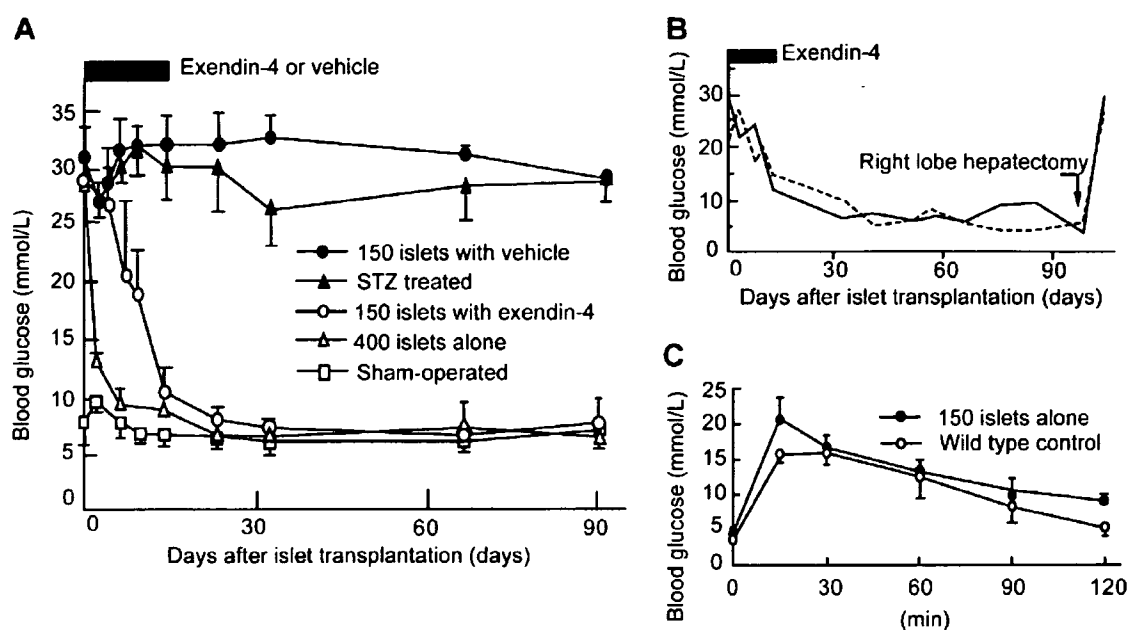 A
Exendin-4 or vehicle
Blood glucose (mmol/L)
35
30
25
20
15
10
5
0
150 islets with vehicle
STZ treated
150 islets with exendin-4
400 islets alone
Sham-operated
0 30 60 90
Days after islet transplantation (days)
B
Exendin-4
Blood glucose (mmol/L)
30
20
10
0
Right lobe hepatectomy
0 30 60 90
Days after islet transplantation (days)
C
Blood glucose (mmol/L)
25
20
15
10
5
0
150 islets alone
Wild type control
0 30 60 90 120
(min)